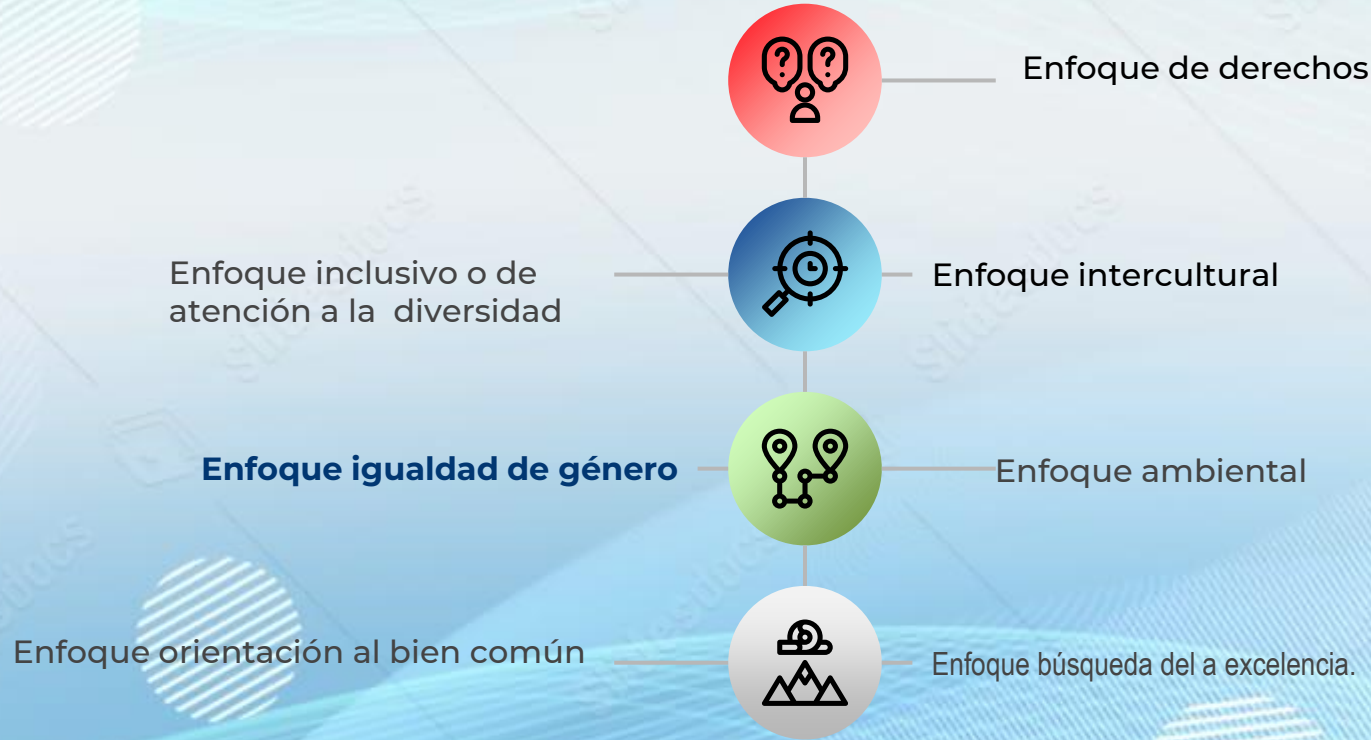 Enfoque de derechos
Enfoque inclusivo o de
atención a la  diversidad
Enfoque intercultural
Enfoque igualdad de género
Enfoque ambiental
Enfoque orientación al bien común
Enfoque búsqueda del a excelencia.